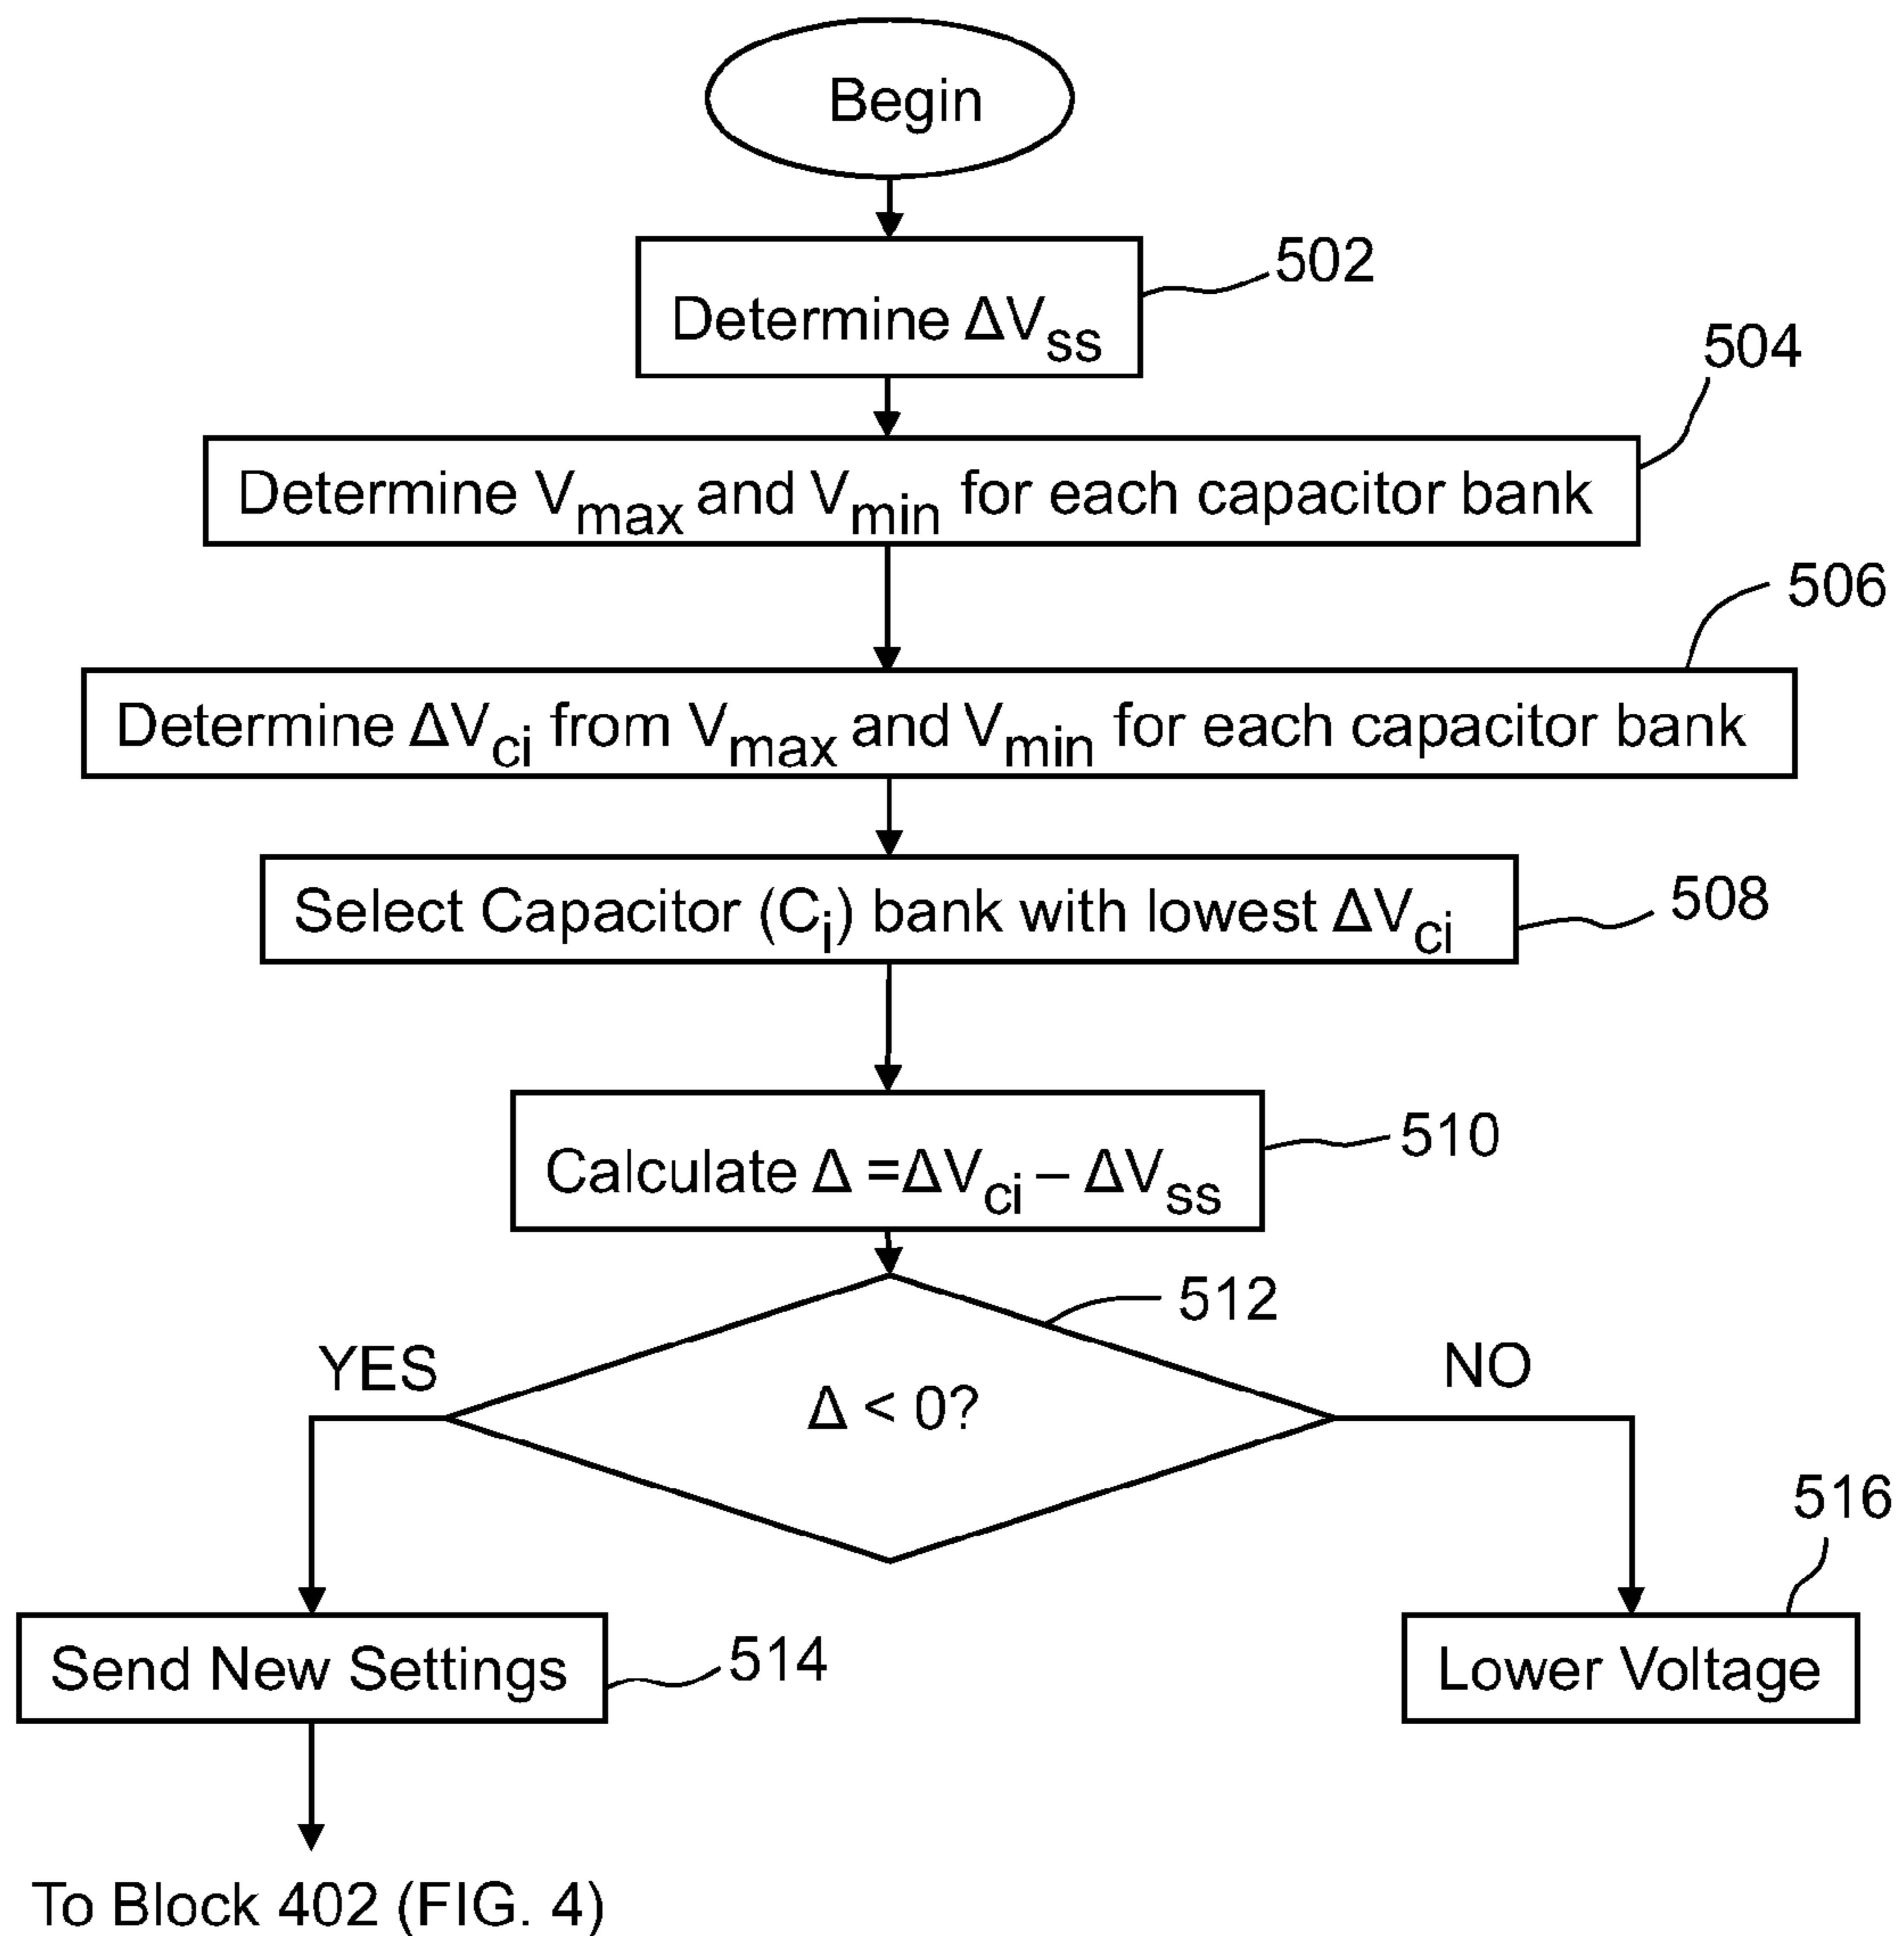 Begin
502
Determine ΔVss
504
Determine Vmax and Vmin for each capacitor bank
506
Determine ΔVci from Vmax and Vmin for each capacitor bank
Select Capacitor (Ci) bank with lowest ΔVci
508
Calculate Δ =ΔVci – ΔVss
510
512
YES
NO
Δ < 0?
516
Send New Settings
514
Lower Voltage
To Block 402 (FIG. 4)